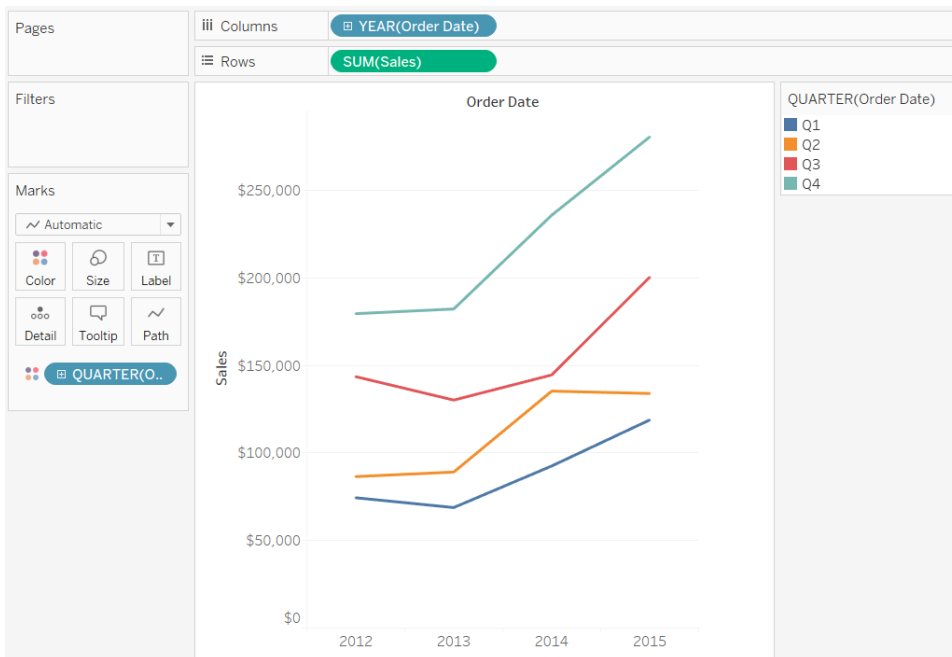 Pages
Columns
YEAR(Order Date)
Rows
SUM(Sales)
Filters
Marks
Automatic
Color
Size
Label
Detail
Tooltip
Path
QUARTER(O..
Order Date
Sales
$250,000
$200,000
$150,000
$100,000
$50,000
$0
2012
2013
2014
2015
QUARTER(Order Date)
Q1
Q2
Q3
Q4